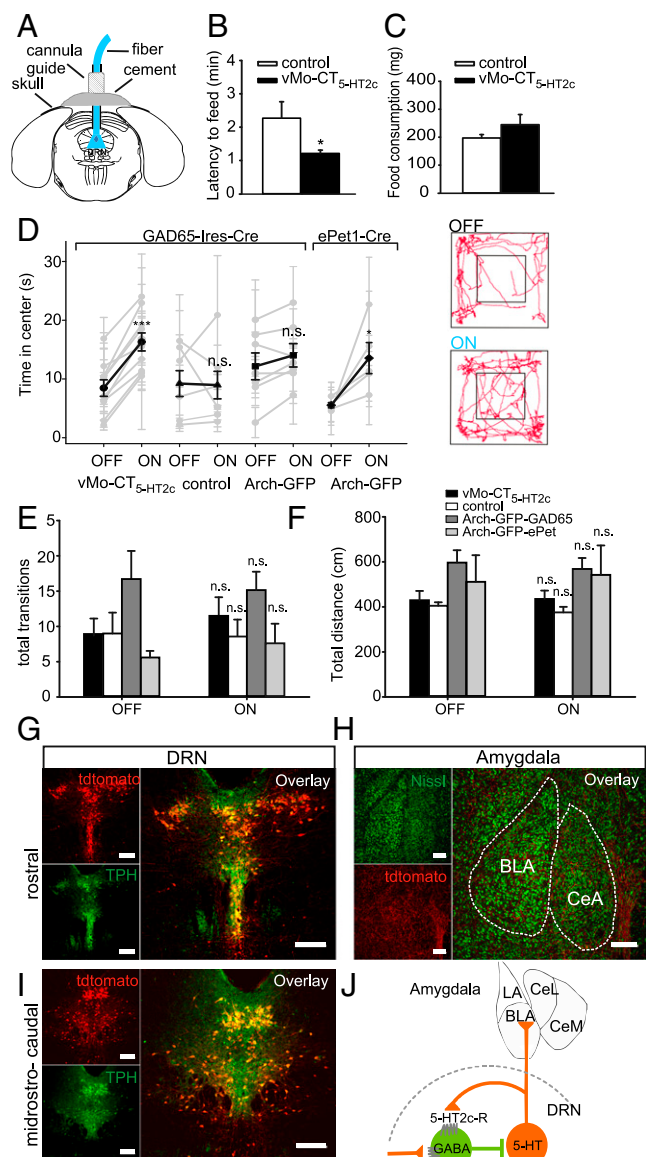 A
fiber
cannula
guide
cement
skull
DRN
B
control
vMo-CT5-HT2c
Latency to feed (min)
4
3
2
1
0
*
C
control
vMo-CT5-HT2c
Food consumption (mg)
400
300
200
100
0
D
GAD65-Ires-Cre
ePet1-Cre
Time in center (s)
30
20
10
0
***
n.s.
n.s.
*
OFF ON OFF ON OFF ON OFF ON
vMo-CT5-HT2c control Arch-GFP Arch-GFP
OFF
ON
E
total transitions
20
15
10
5
0
n.s.
n.s.
n.s.
n.s.
OFF ON
F
vMo-CT5-HT2c
control
Arch-GFP-GAD65
Arch-GFP-ePet
Total distance (cm)
800
600
400
200
0
n.s.
n.s.
n.s.
n.s.
OFF ON
G
DRN
rostral
tdtomato
TPH
Overlay
H
Amygdala
Nissl
tdtomato
Overlay
BLA
CeA
I
midrostro- caudal
tdtomato
TPH
Overlay
J
Amygdala
LA
CeL
BLA
CeM
DRN
5-HT2c-R
GABA
5-HT